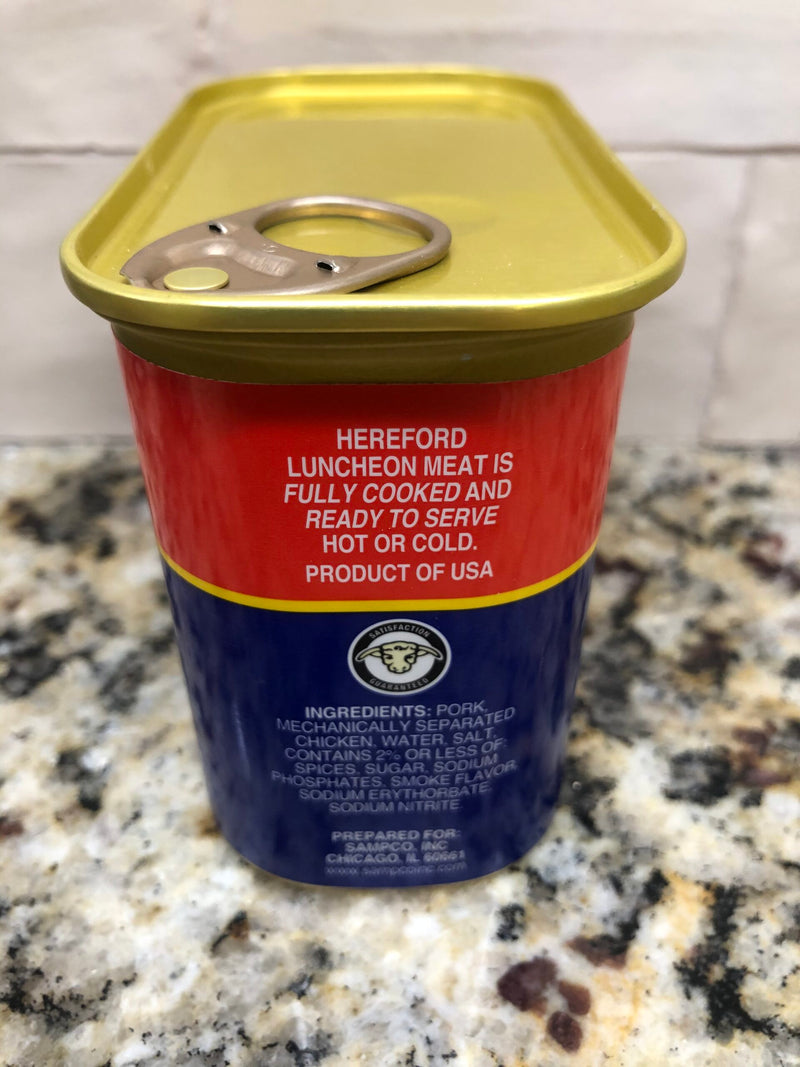 HEREFORD
LUNCHEON MEAT IS
FULLY COOKED AND
READY TO SERVE
HOT OR COLD.
PRODUCT OF USA
SATISFACTION
GUARANTEED
INGREDIENTS: PORK,
MECHANICALLY SEPARATED
CHICKEN, WATER, SALT,
CONTAINS 2% OR LESS OF:
SPICES, SUGAR, SODIUM
PHOSPHATES, SMOKE FLAVOR,
SODIUM ERYTHORBATE,
SODIUM NITRITE.
PREPARED FOR:
SAMPCO, INC
CHICAGO, IL 60661
www.sampcoinc.com